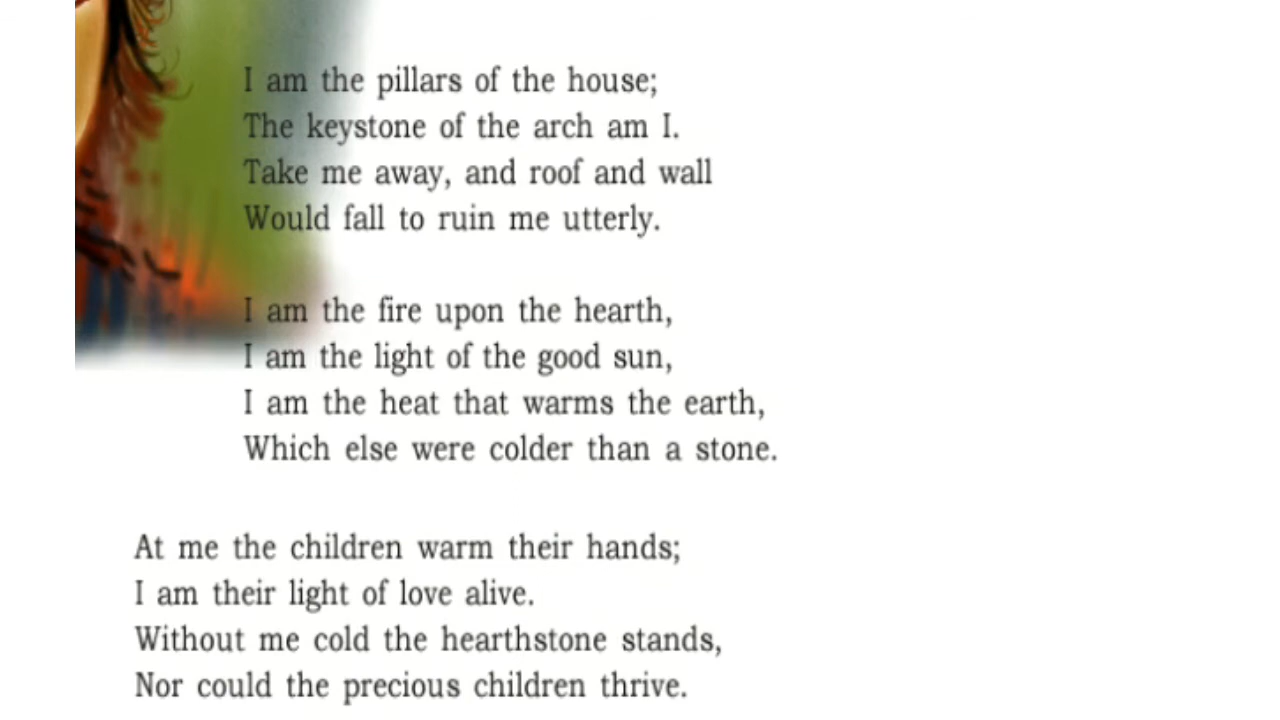 I am the pillars of the house;
The keystone of the arch am I.
Take me away, and roof and wall
Would fall to ruin me utterly.
I am the fire upon the hearth,
I am the light of the good sun,
I am the heat that warms the earth,
Which else were colder than a stone.
At me the children warm their hands;
I am their light of love alive.
Without me cold the hearthstone stands,
Nor could the precious children thrive.